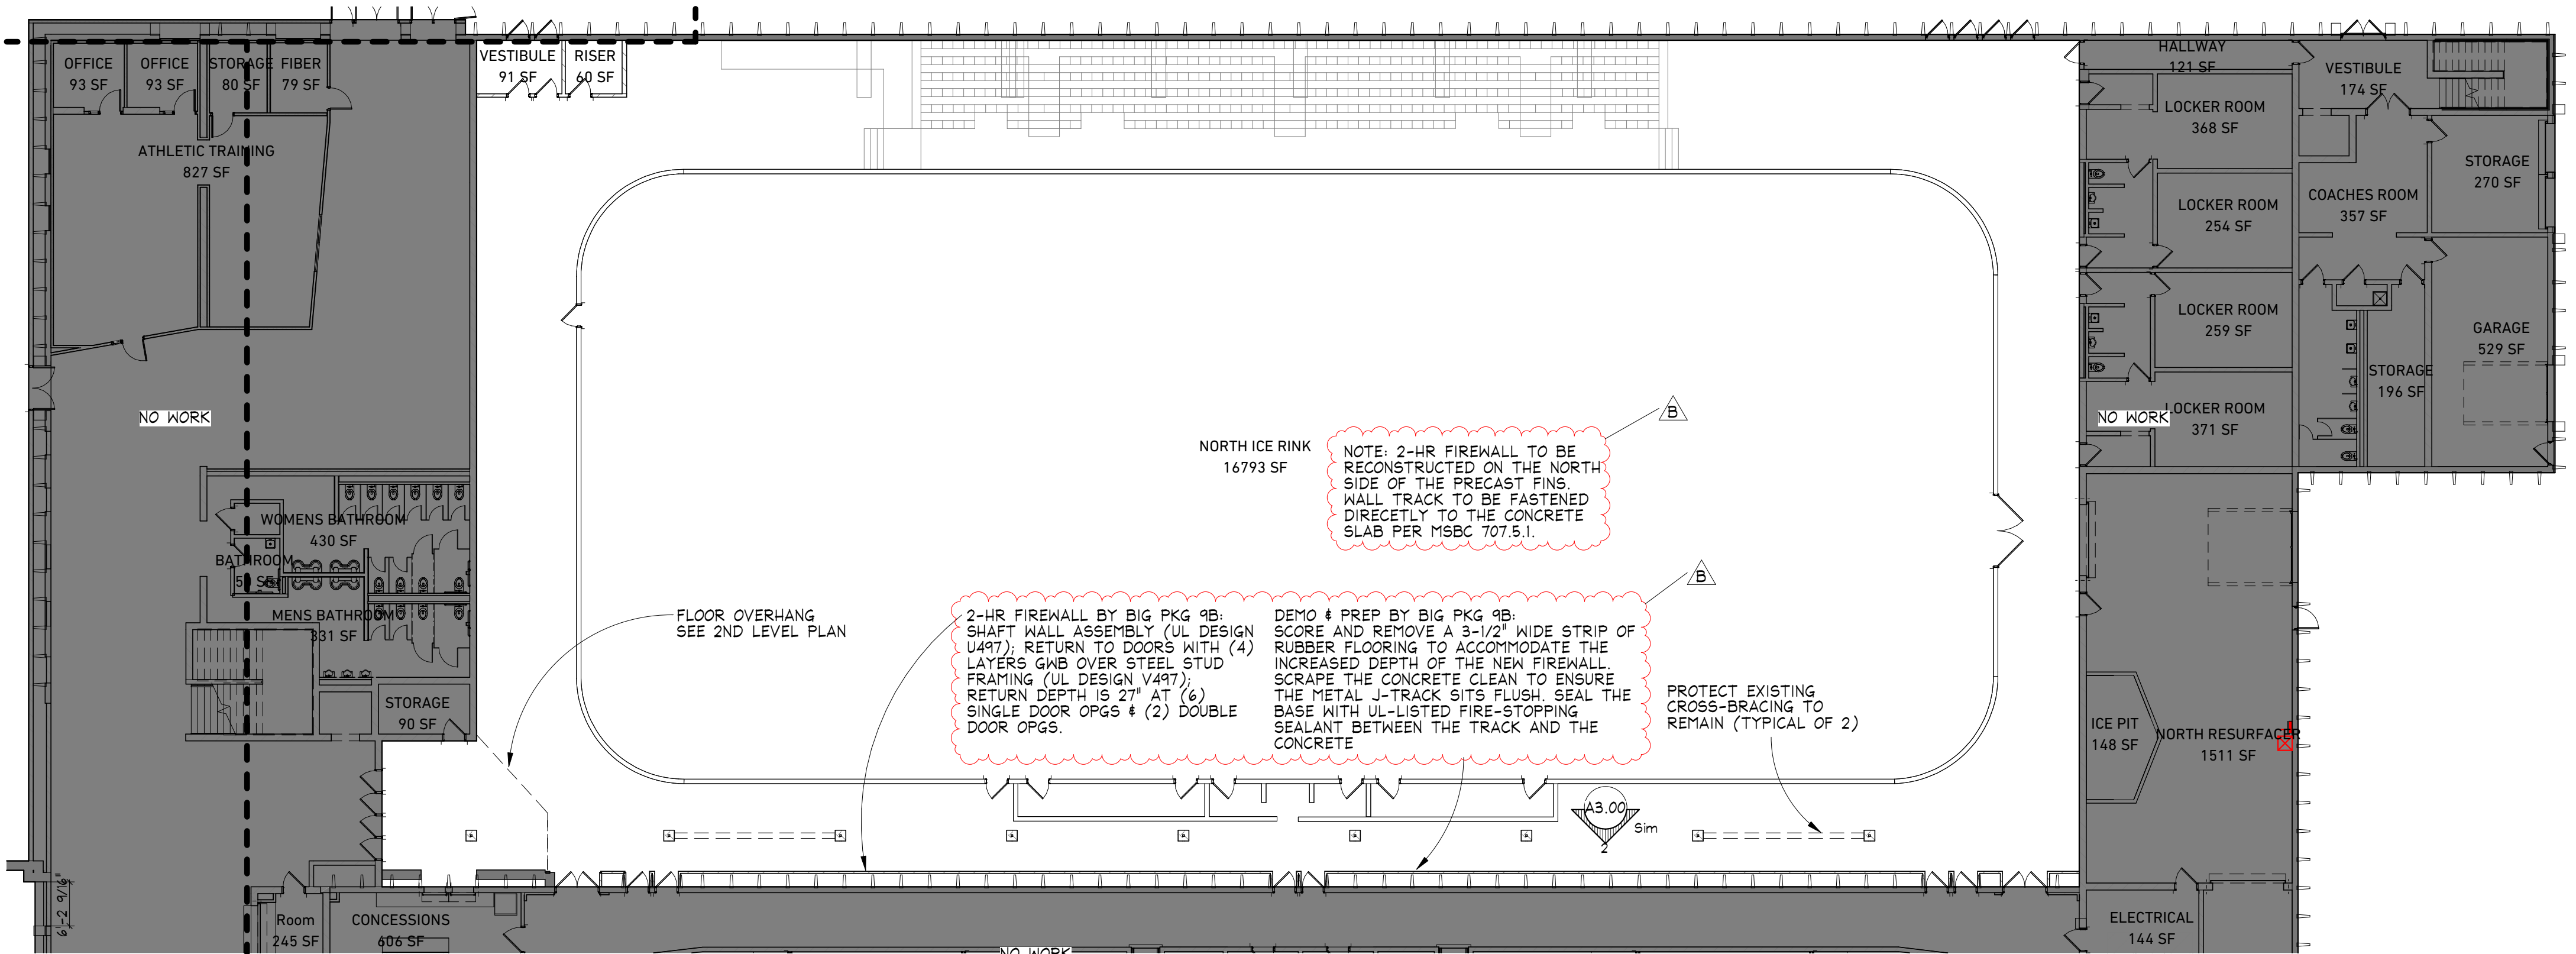 OFFICE
93 SF
OFFICE
93 SF
STORAGE
80 SF
FIBER
79 SF
VESTIBULE
91 SF
RISER
60 SF
HALLWAY
121 SF
VESTIBULE
174 SF
LOCKER ROOM
368 SF
ATHLETIC TRAINING
827 SF
STORAGE
270 SF
COACHES ROOM
357 SF
LOCKER ROOM
254 SF
LOCKER ROOM
259 SF
GARAGE
529 SF
STORAGE
196 SF
NO WORK
NO WORK
LOCKER ROOM
371 SF
NORTH ICE RINK
16793 SF
B
NOTE: 2-HR FIREWALL TO BE
RECONSTRUCTED ON THE NORTH
SIDE OF THE PRECAST FINS.
WALL TRACK TO BE FASTENED
DIRECETLY TO THE CONCRETE
SLAB PER MSBC 707.5.1.
WOMENS BATHROOM
430 SF
BATHROOM
SF
MENS BATHROOM
331 SF
FLOOR OVERHANG
SEE 2ND LEVEL PLAN
B
2-HR FIREWALL BY BIG PKG 9B:
SHAFT WALL ASSEMBLY (UL DESIGN
U497); RETURN TO DOORS WITH (4)
LAYERS GWB OVER STEEL STUD
FRAMING (UL DESIGN V497);
RETURN DEPTH IS 27" AT (6)
SINGLE DOOR OPGS & (2) DOUBLE
DOOR OPGS.
DEMO & PREP BY BIG PKG 9B:
SCORE AND REMOVE A 3-1/2" WIDE STRIP OF
RUBBER FLOORING TO ACCOMMODATE THE
INCREASED DEPTH OF THE NEW FIREWALL.
SCRAPE THE CONCRETE CLEAN TO ENSURE
THE METAL J-TRACK SITS FLUSH. SEAL THE
BASE WITH UL-LISTED FIRE-STOPPING
SEALANT BETWEEN THE TRACK AND THE
CONCRETE
PROTECT EXISTING
CROSS-BRACING TO
REMAIN (TYPICAL OF 2)
STORAGE
90 SF
ICE PIT
148 SF
NORTH RESURFACER
1511 SF
A3.00
Sim
2
6'-2 9/16"
Room
245 SF
CONCESSIONS
606 SF
ELECTRICAL
144 SF
NO WORK